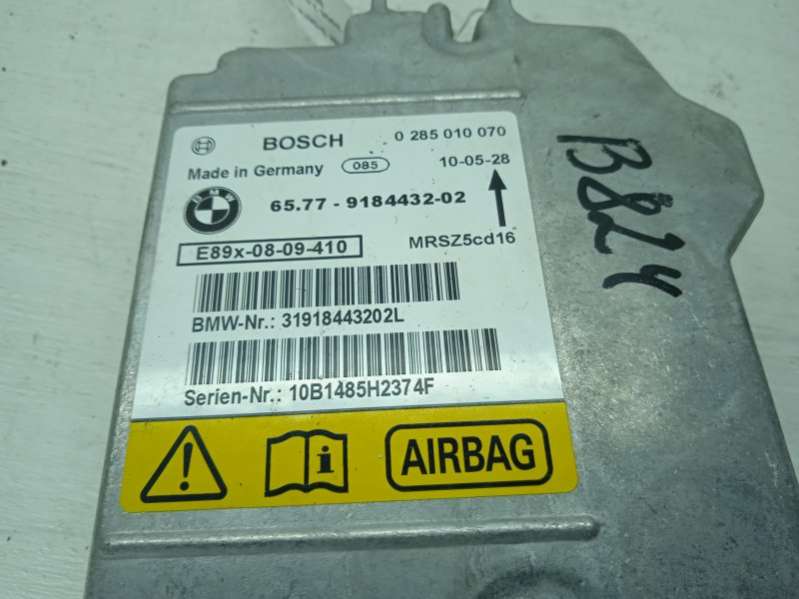 BOSCH 0 285 010 070
Made in Germany 085 10-05-28
BMW 65.77 - 9184432-02
E89x-08-09-410 MRSZ5cd16
BMW-Nr.: 31918443202L
Serien-Nr.: 10B1485H2374F
AIRBAG
B824